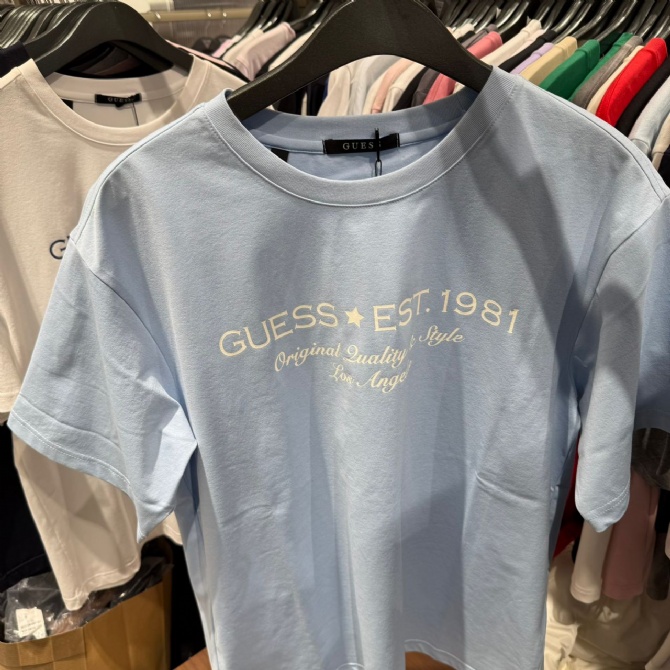 GUESS
GUESS
GUESS★EST. 1981
Original Quality & Style
Los Angeles